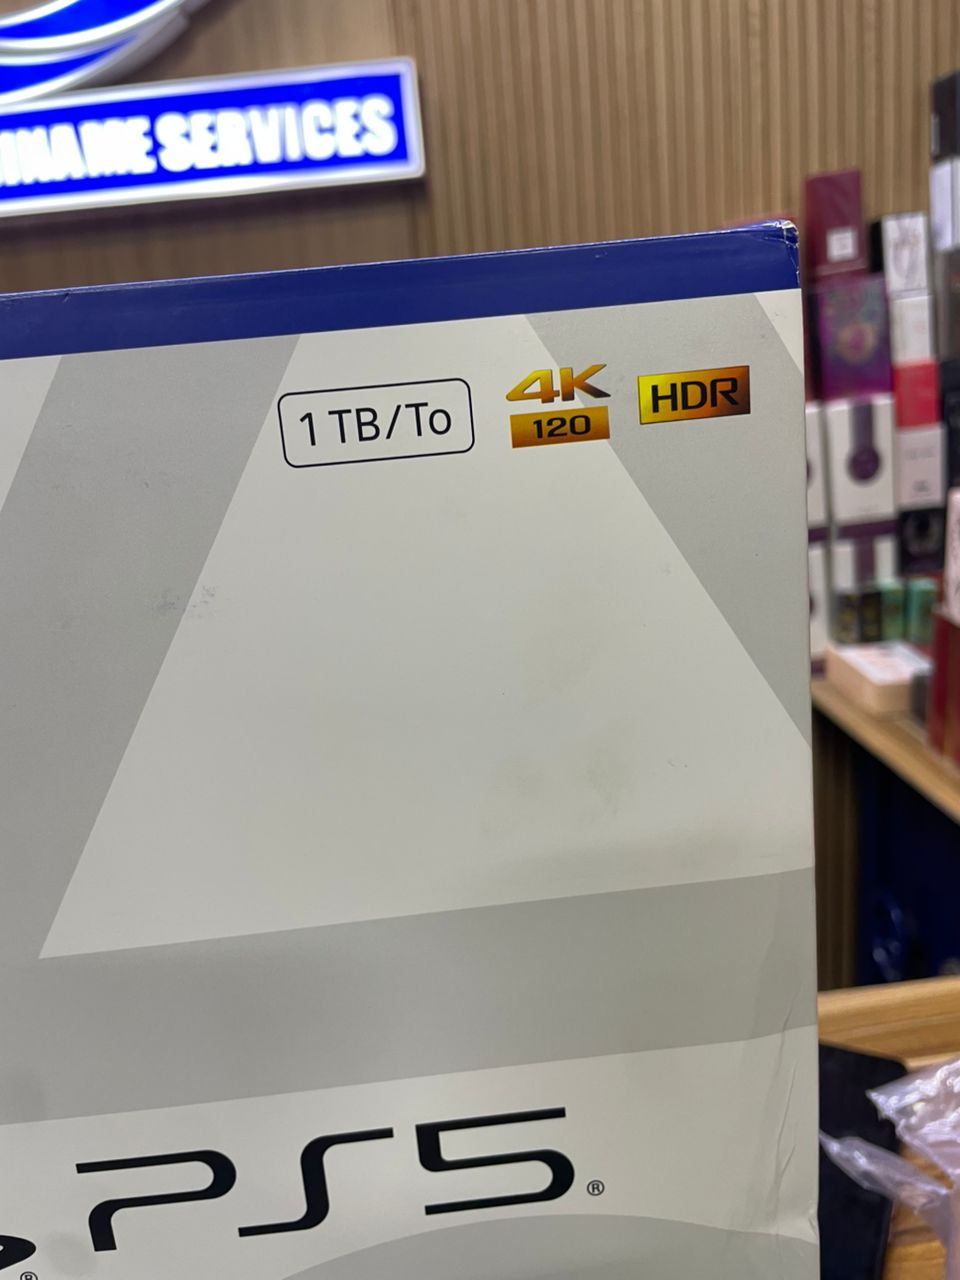 SERVICES
1 TB/To
4K
120
HDR
PS5®
®